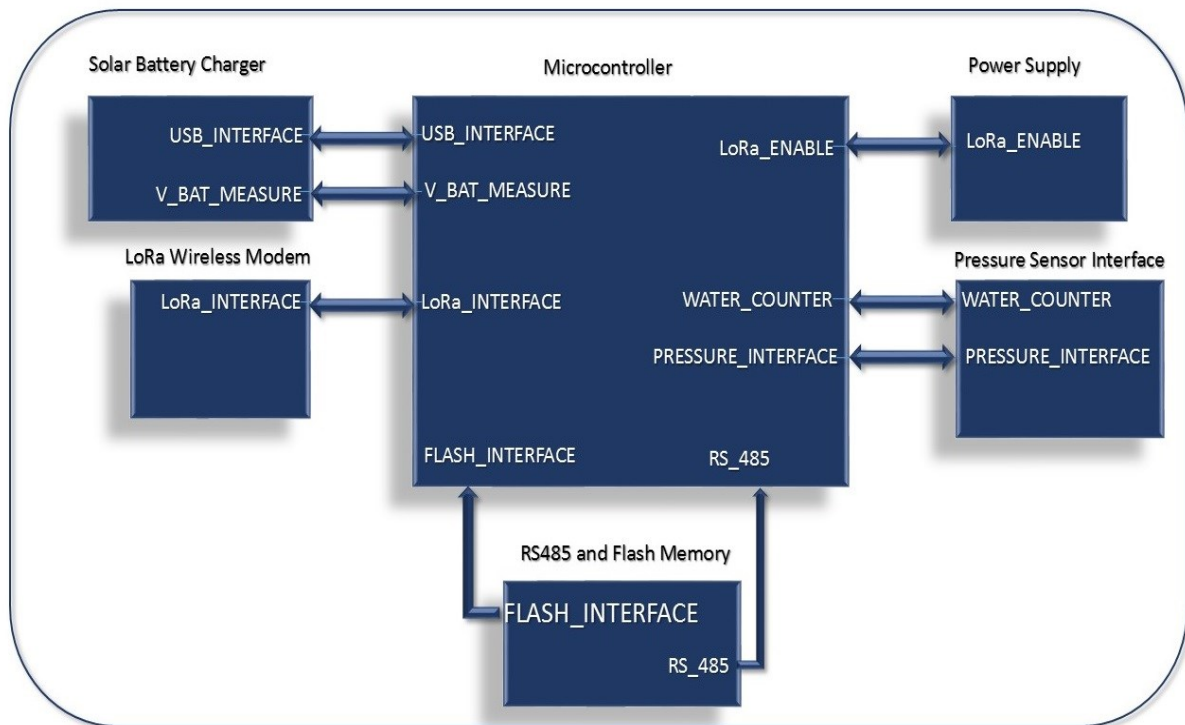 Solar Battery Charger
USB_INTERFACE
V_BAT_MEASURE
LoRa Wireless Modem
LoRa_INTERFACE
Microcontroller
USB_INTERFACE
V_BAT_MEASURE
LoRa_INTERFACE
FLASH_INTERFACE
LoRa_ENABLE
WATER_COUNTER
PRESSURE_INTERFACE
RS_485
Power Supply
LoRa_ENABLE
Pressure Sensor Interface
WATER_COUNTER
PRESSURE_INTERFACE
RS485 and Flash Memory
FLASH_INTERFACE
RS_485